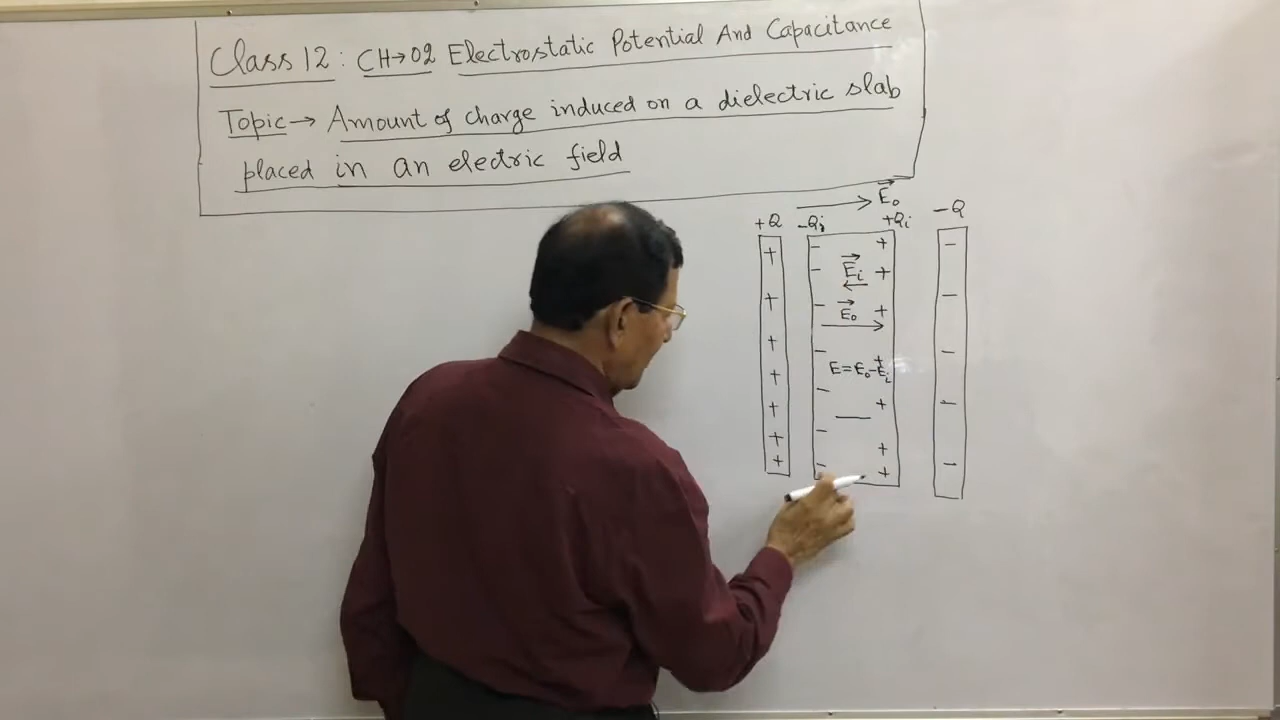 Class 12 : CH→02 Electrostatic Potential And Capacitance
Topic → Amount of charge induced on a dielectric slab
placed in an electric field
E₀
+Q -Qi +Qi -Q
Ei
E₀
E=E₀-Ei